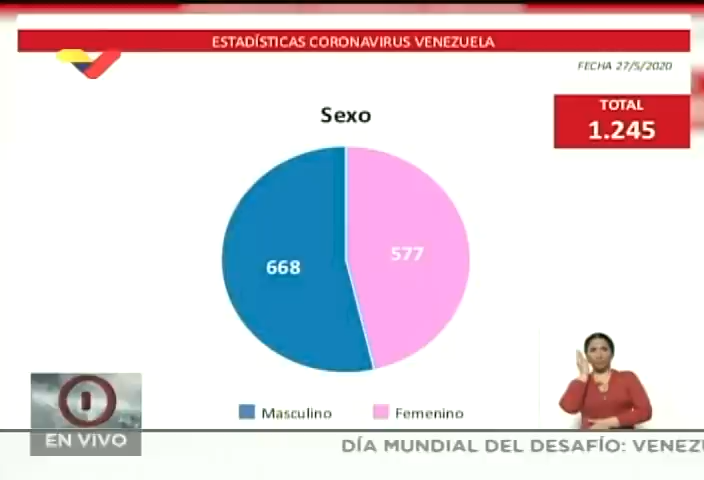 ESTADÍSTICAS CORONAVIRUS VENEZUELA
FECHA 27/5/2020
TOTAL
1.245
Sexo
668
577
Masculino
Femenino
EN VIVO
DÍA MUNDIAL DEL DESAFÍO: VENEZU